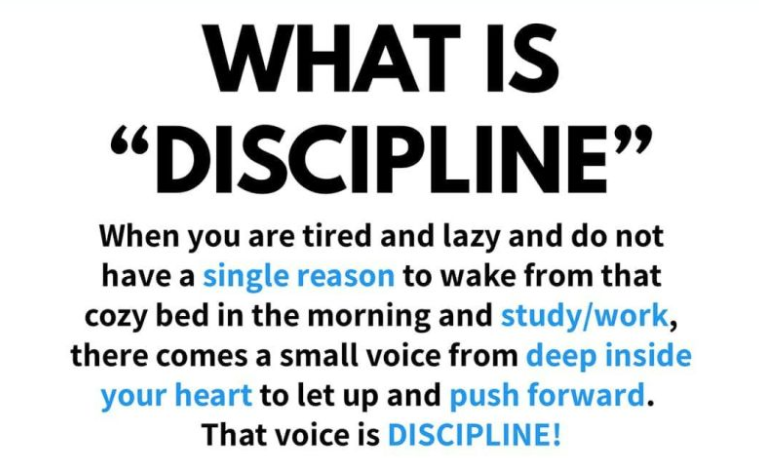 WHAT IS
“DISCIPLINE”
When you are tired and lazy and do not
have a single reason to wake from that
cozy bed in the morning and study/work,
there comes a small voice from deep inside
your heart to let up and push forward.
That voice is DISCIPLINE!